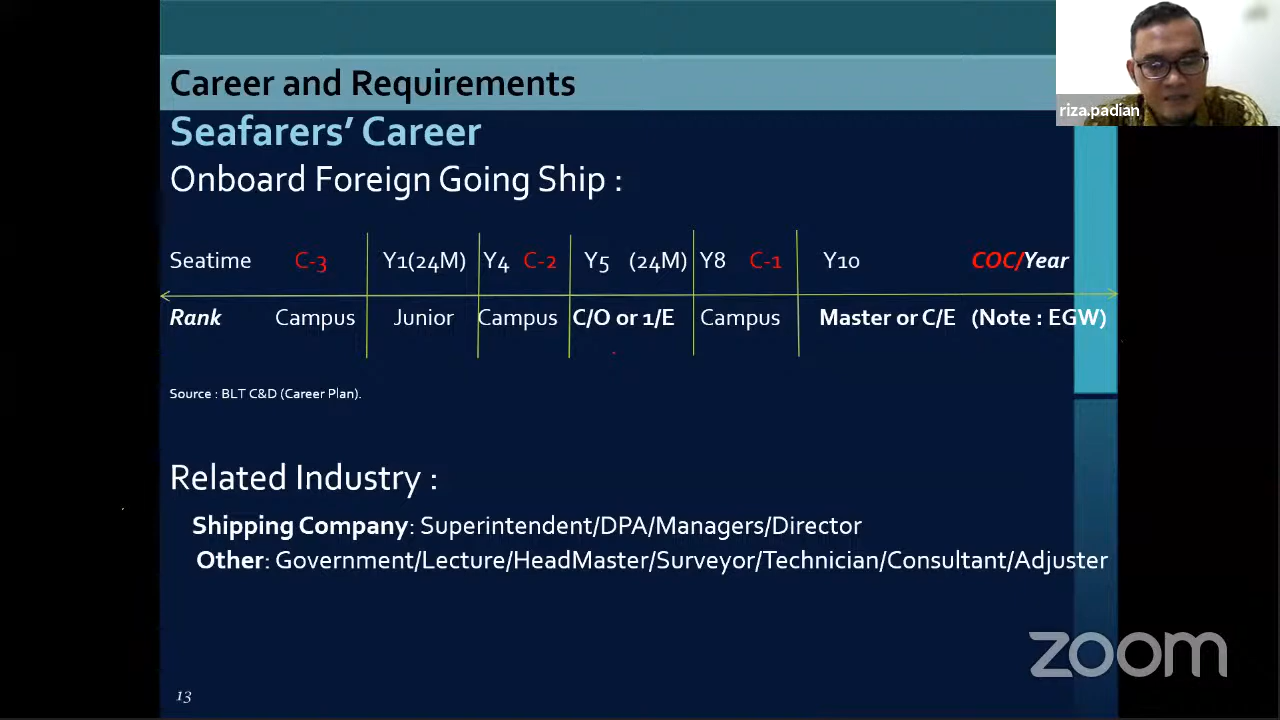 Career and Requirements
riza.padian
Seafarers' Career
Onboard Foreign Going Ship :
Seatime C-3 Y1(24M) Y4 C-2 Y5 (24M) Y8 C-1 Y10 COC/Year
Rank Campus Junior Campus C/O or 1/E Campus Master or C/E (Note : EGW)
Source : BLT C&D (Career Plan).
Related Industry :
Shipping Company: Superintendent/DPA/Managers/Director
Other: Government/Lecture/HeadMaster/Surveyor/Technician/Consultant/Adjuster
zoom
13